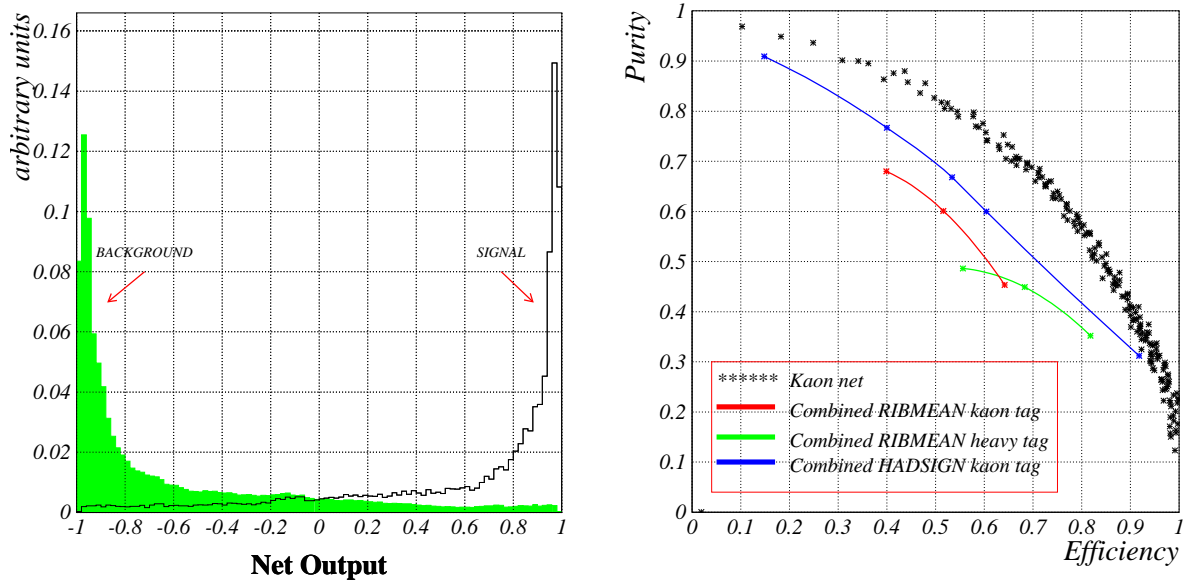 arbitrary units
0.16
0.14
0.12
0.1
0.08
0.06
0.04
0.02
0
BACKGROUND
SIGNAL
-1 -0.8 -0.6 -0.4 -0.2 0 0.2 0.4 0.6 0.8 1
Net Output
Purity
1
0.9
0.8
0.7
0.6
0.5
0.4
0.3
0.2
0.1
0
****** Kaon net
Combined RIBMEAN kaon tag
Combined RIBMEAN heavy tag
Combined HADSIGN kaon tag
0 0.1 0.2 0.3 0.4 0.5 0.6 0.7 0.8 0.9 1
Efficiency